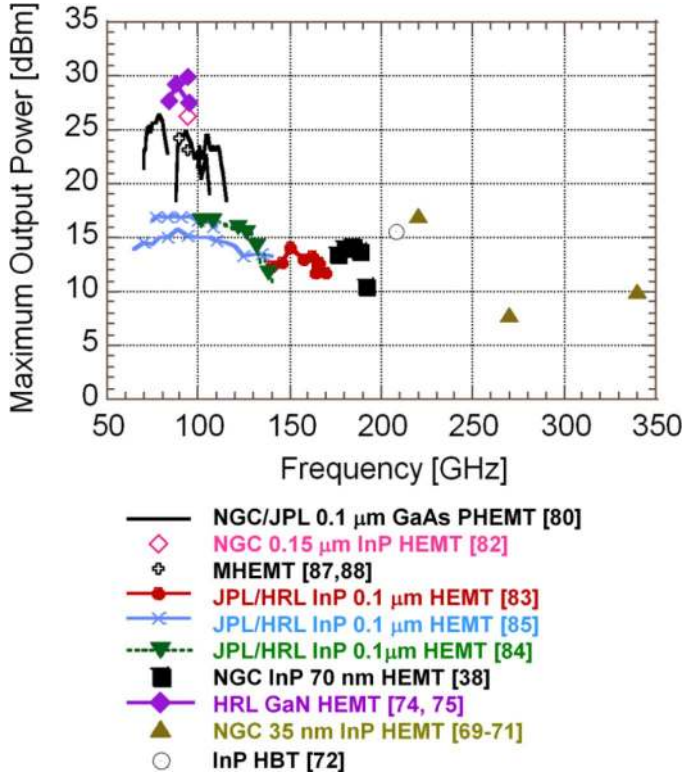 Maximum Output Power [dBm]
35
30
25
20
15
10
5
0
50 100 150 200 250 300 350
Frequency [GHz]
NGC/JPL 0.1 μm GaAs PHEMT [80]
NGC 0.15 μm InP HEMT [82]
MHEMT [87,88]
JPL/HRL InP 0.1 μm HEMT [83]
JPL/HRL InP 0.1 μm HEMT [85]
JPL/HRL InP 0.1μm HEMT [84]
NGC InP 70 nm HEMT [38]
HRL GaN HEMT [74, 75]
NGC 35 nm InP HEMT [69-71]
InP HBT [72]